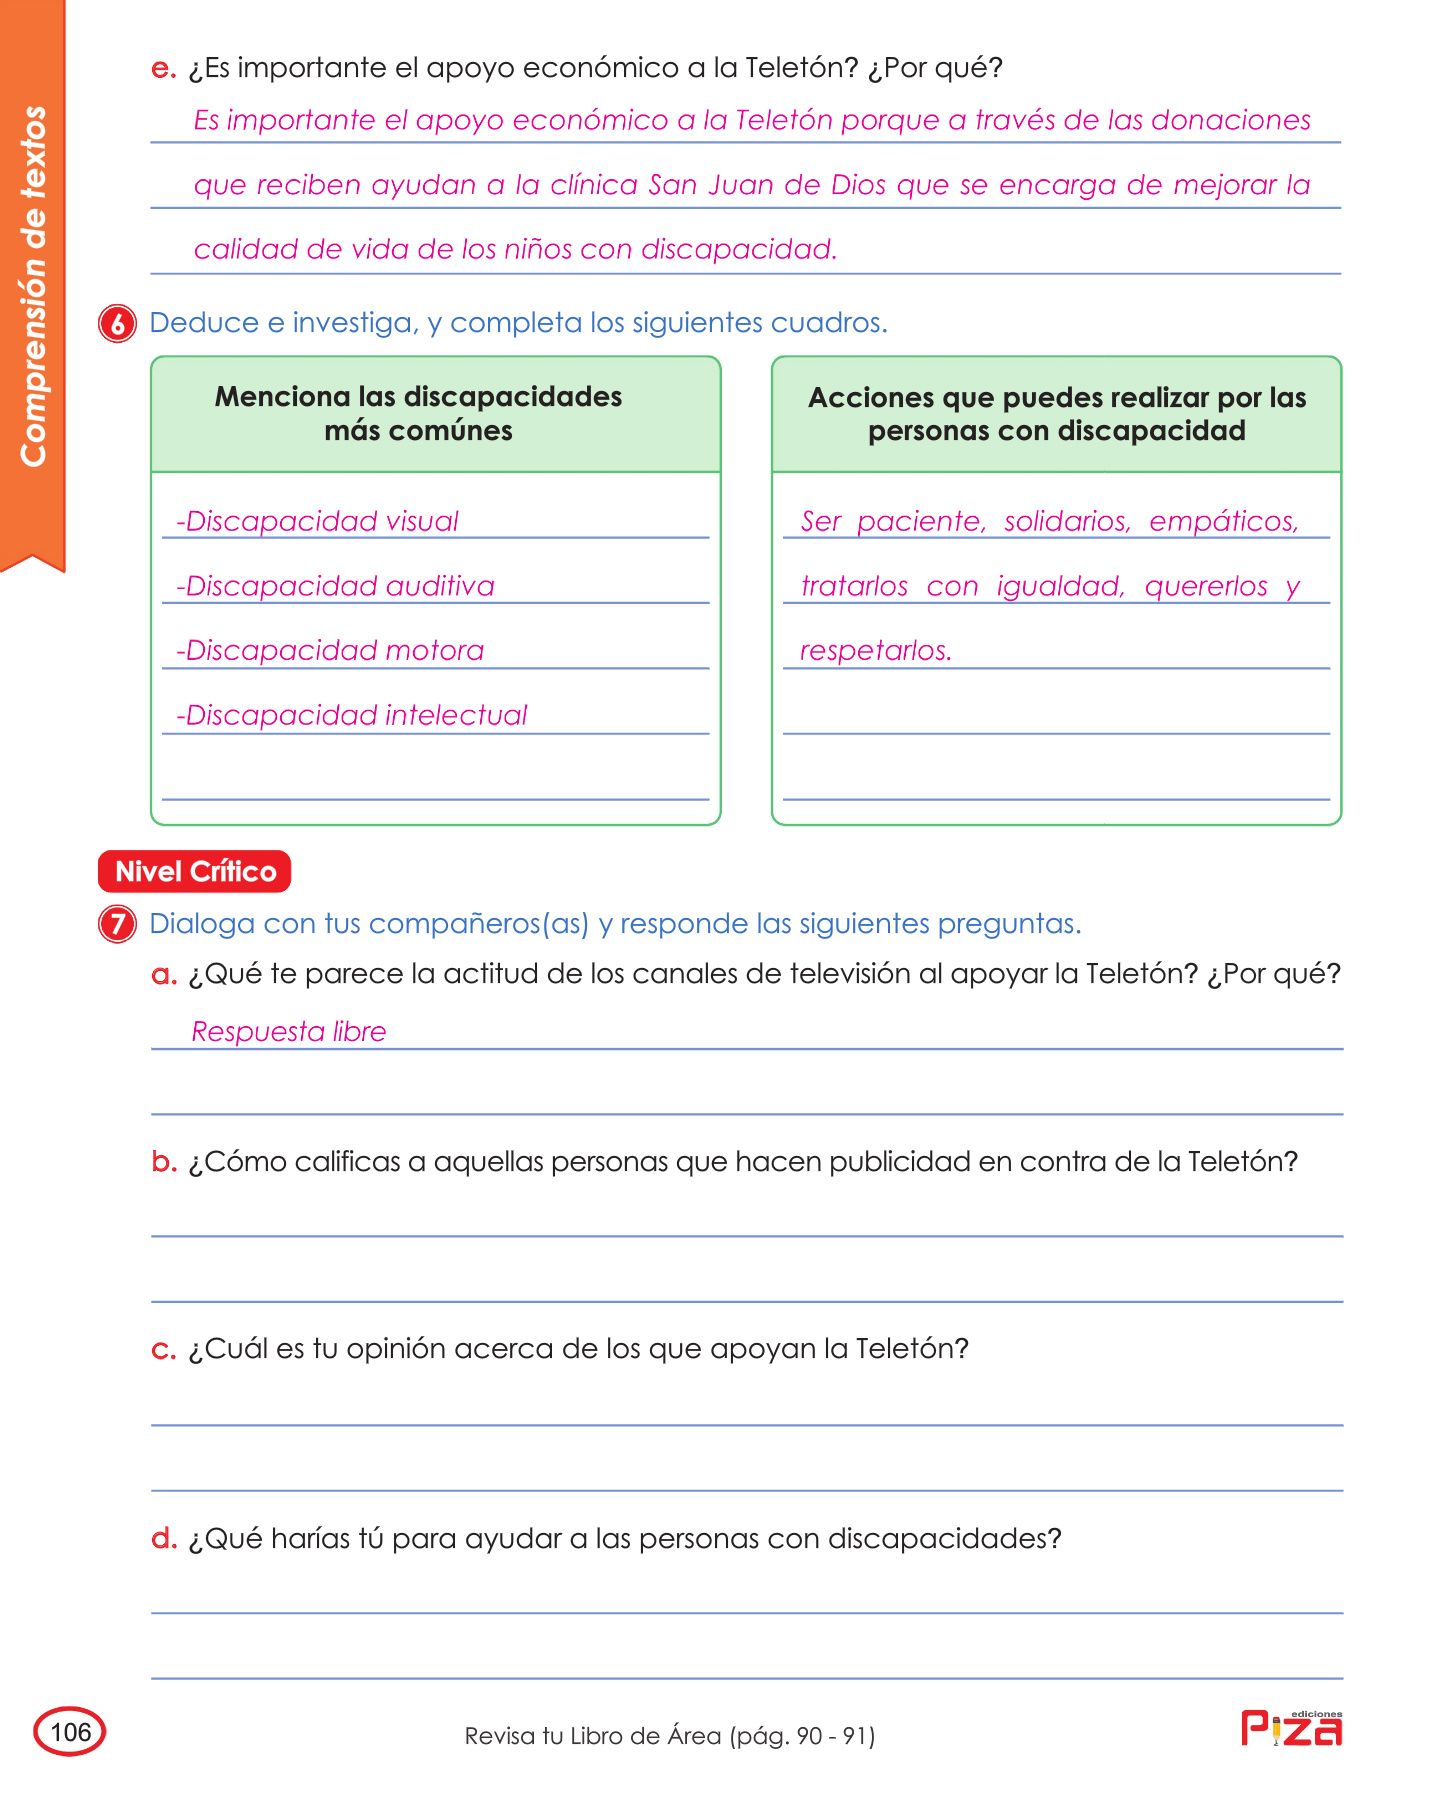 Comprensión de textos
e. ¿Es importante el apoyo económico a la Teletón? ¿Por qué?
Es importante el apoyo económico a la Teletón porque a través de las donaciones
que reciben ayudan a la clínica San Juan de Dios que se encarga de mejorar la
calidad de vida de los niños con discapacidad.
6 Deduce e investiga, y completa los siguientes cuadros.
Menciona las discapacidades
más comúnes
-Discapacidad visual
-Discapacidad auditiva
-Discapacidad motora
-Discapacidad intelectual
Acciones que puedes realizar por las
personas con discapacidad
Ser paciente, solidarios, empáticos,
tratarlos con igualdad, quererlos y
respetarlos.
Nivel Crítico
7 Dialoga con tus compañeros(as) y responde las siguientes preguntas.
a. ¿Qué te parece la actitud de los canales de televisión al apoyar la Teletón? ¿Por qué?
Respuesta libre
b. ¿Cómo calificas a aquellas personas que hacen publicidad en contra de la Teletón?
c. ¿Cuál es tu opinión acerca de los que apoyan la Teletón?
d. ¿Qué harías tú para ayudar a las personas con discapacidades?
106
Revisa tu Libro de Área (pág. 90 - 91)
ediciones
Piza